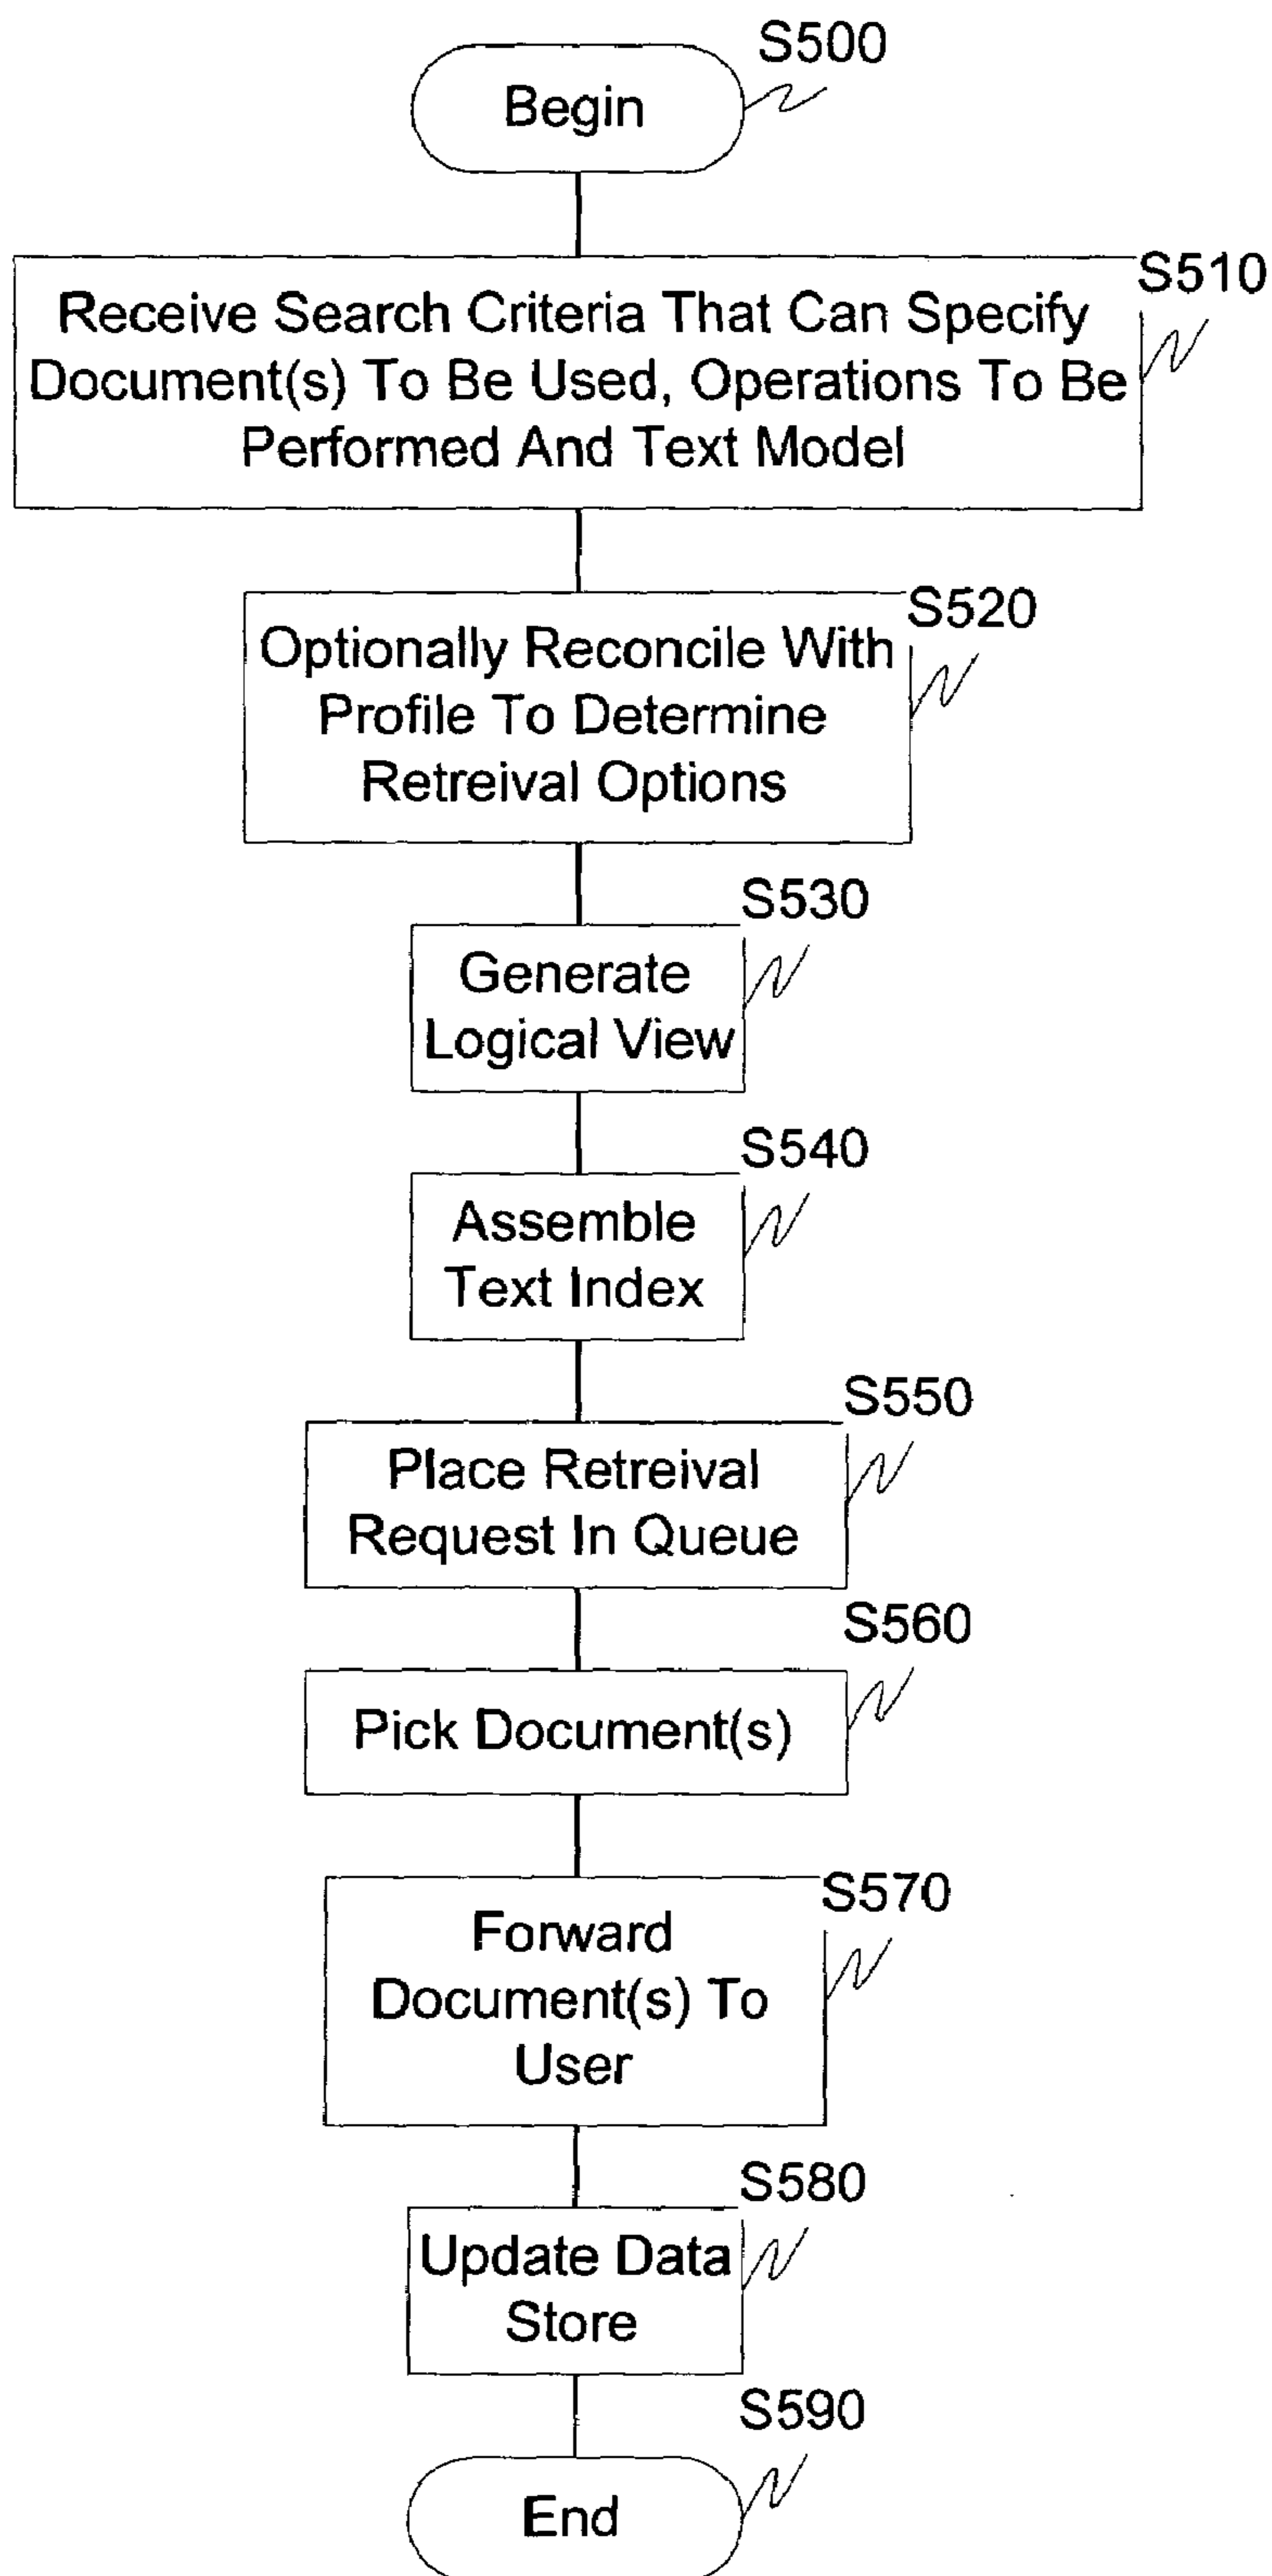 S500
Begin
S510
Receive Search Criteria That Can Specify
Document(s) To Be Used, Operations To Be
Performed And Text Model
S520
Optionally Reconcile With
Profile To Determine
Retreival Options
S530
Generate
Logical View
S540
Assemble
Text Index
S550
Place Retreival
Request In Queue
S560
Pick Document(s)
S570
Forward
Document(s) To
User
S580
Update Data
Store
S590
End